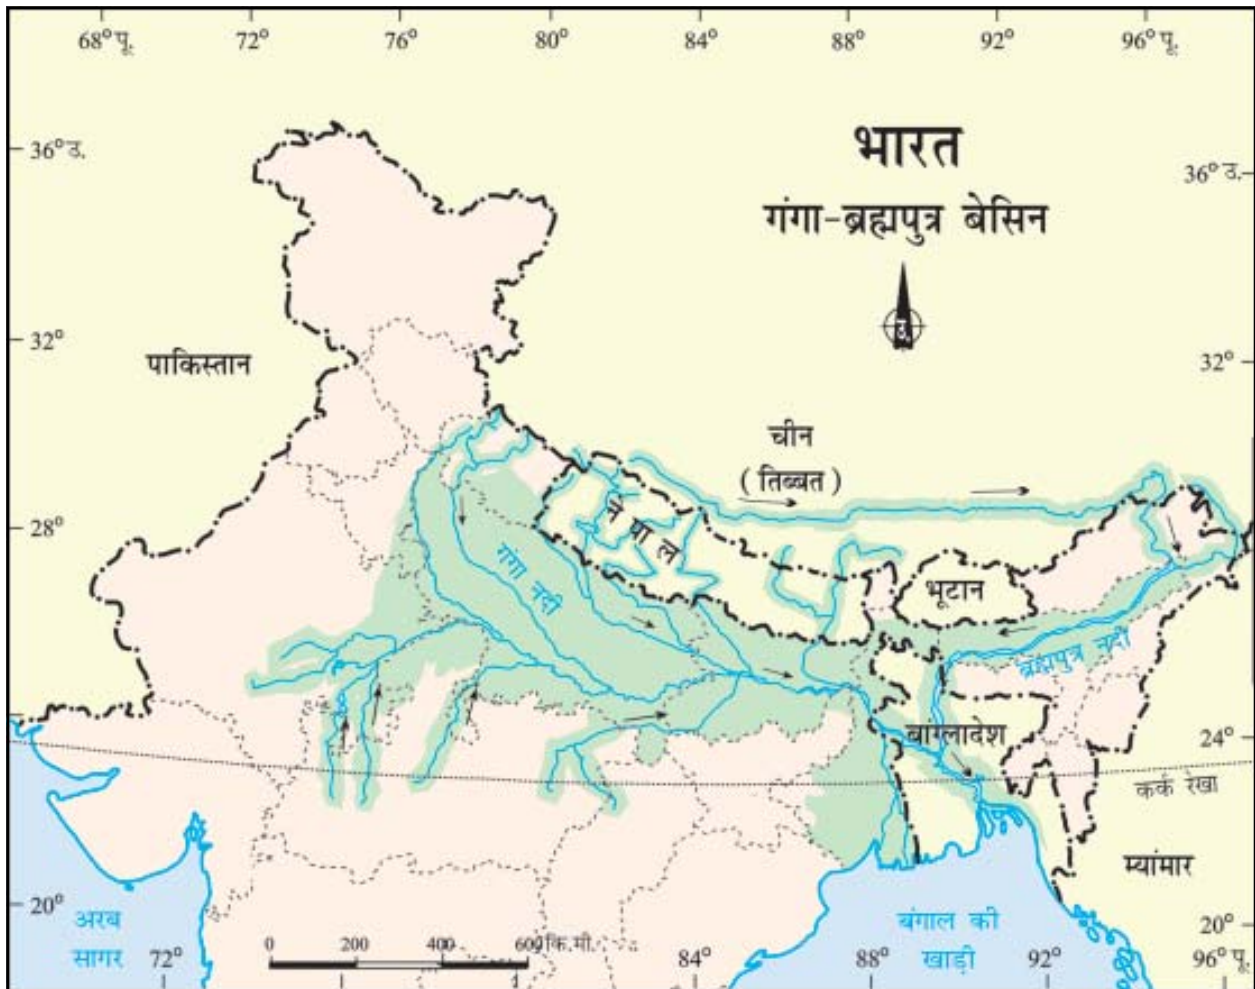 68° पू.
72°
76°
80°
84°
88°
92°
96° पू.
36° उ.
36° उ.
भारत
गंगा-ब्रह्मपुत्र बेसिन
उ.
32°
32°
पाकिस्तान
चीन
( तिब्बत )
28°
28°
नेपाल
गंगा नदी
भूटान
ब्रह्मपुत्र नदी
बांग्लादेश
24°
कर्क रेखा
म्यांमार
20°
20°
अरब
सागर
बंगाल की
खाड़ी
0 200 400 600 कि.मी.
72°
84°
88°
92°
96° पू.